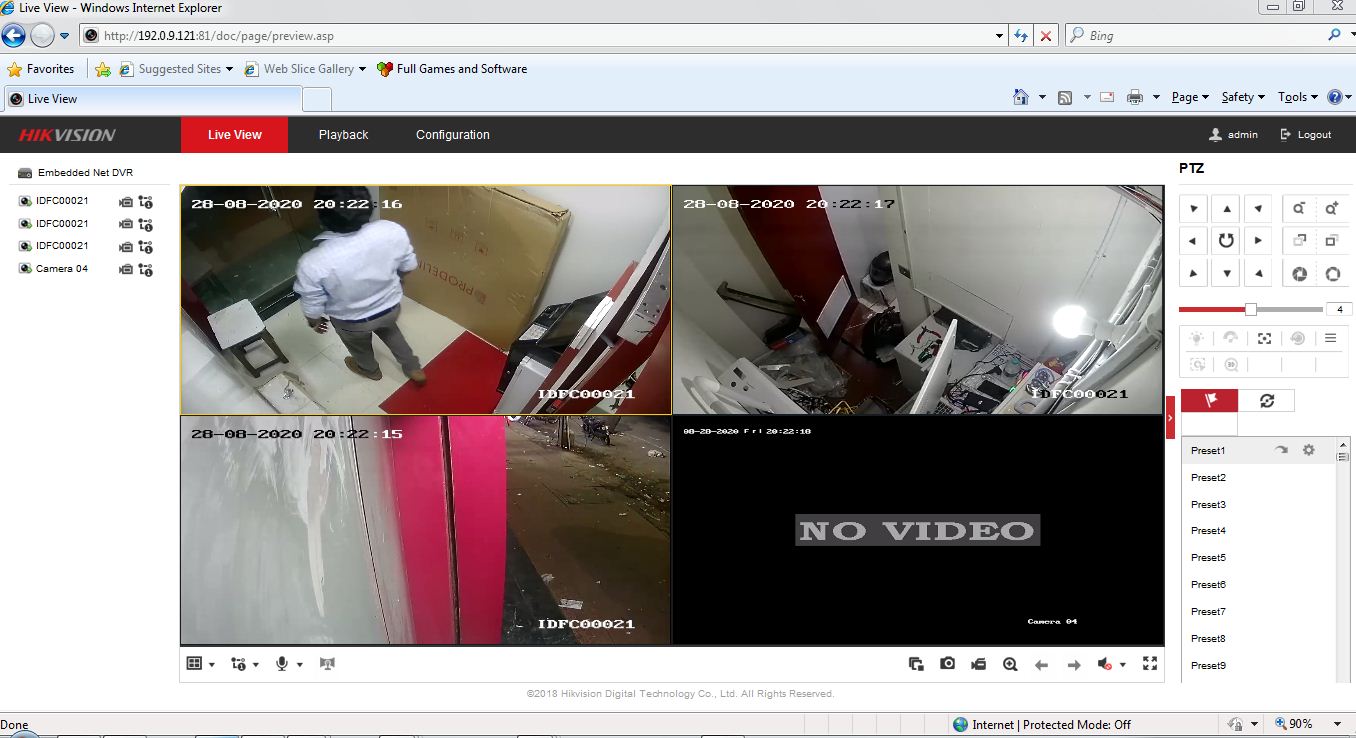 Live View - Windows Internet Explorer
http://192.0.9.121:81/doc/page/preview.asp
Bing
Favorites Suggested Sites Web Slice Gallery Full Games and Software
Live View
Page Safety Tools
HIKVISION Live View Playback Configuration admin Logout
Embedded Net DVR
IDFC00021
IDFC00021
IDFC00021
Camera 04
28-08-2020 20:22:16
PRODELIN
IDFC00021
28-08-2020 20:22:17
IDFC00021
28-08-2020 20:22:15
IDFC00021
08-28-2020 Fri 20:22:18
NO VIDEO
Camera 04
PTZ
4
3D
Preset1
Preset2
Preset3
Preset4
Preset5
Preset6
Preset7
Preset8
Preset9
©2018 Hikvision Digital Technology Co., Ltd. All Rights Reserved.
Done
Internet | Protected Mode: Off
90%